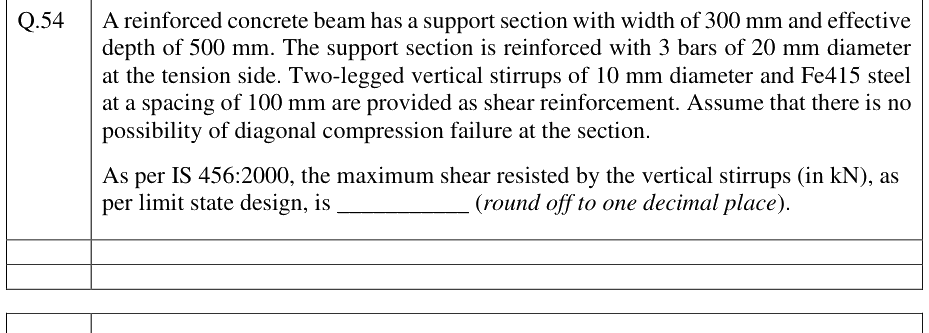 Q.54 A reinforced concrete beam has a support section with width of 300 mm and effective
depth of 500 mm. The support section is reinforced with 3 bars of 20 mm diameter
at the tension side. Two-legged vertical stirrups of 10 mm diameter and Fe415 steel
at a spacing of 100 mm are provided as shear reinforcement. Assume that there is no
possibility of diagonal compression failure at the section.
As per IS 456:2000, the maximum shear resisted by the vertical stirrups (in kN), as
per limit state design, is ____________ (round off to one decimal place).